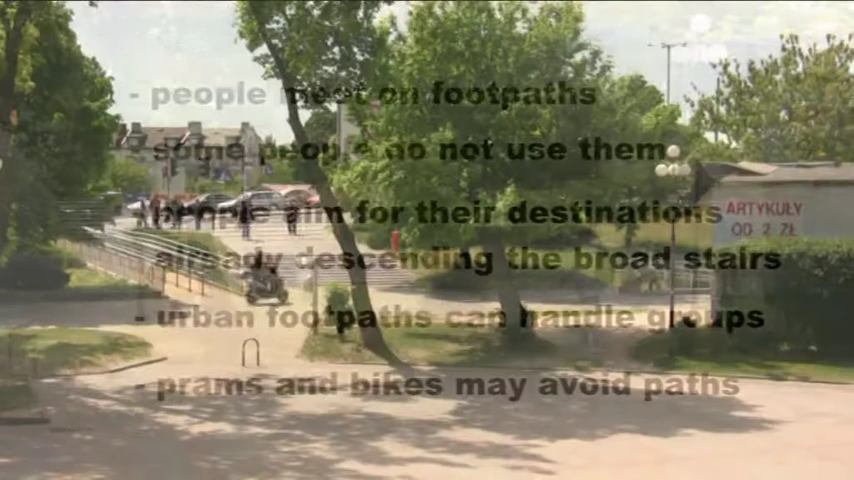 - people meet on footpaths
some people do not use them
people aim for their destinations
already descending the broad stairs
- urban footpaths can handle groups
- prams and bikes may avoid paths
ARTYKUŁY
OD 2 ZŁ